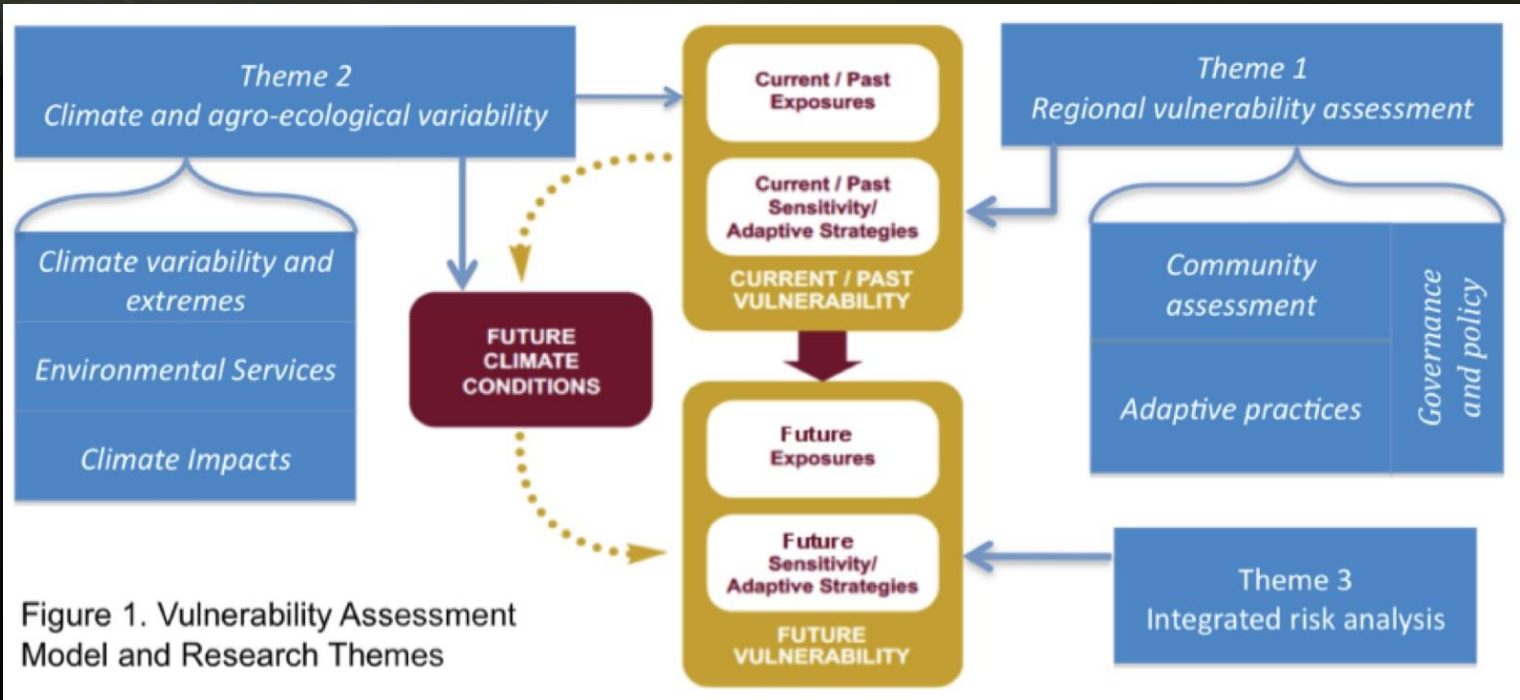 Theme 2
Climate and agro-ecological variability
Climate variability and
extremes
Environmental Services
Climate Impacts
FUTURE
CLIMATE
CONDITIONS
Current / Past
Exposures
Current / Past
Sensitivity/
Adaptive Strategies
CURRENT / PAST
VULNERABILITY
Future
Exposures
Future
Sensitivity/
Adaptive Strategies
FUTURE
VULNERABILITY
Theme 1
Regional vulnerability assessment
Community
assessment
Adaptive practices
Governance
and policy
Theme 3
Integrated risk analysis
Figure 1. Vulnerability Assessment
Model and Research Themes